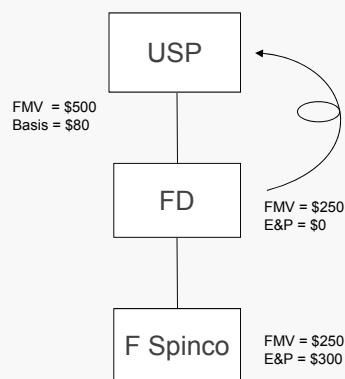 USP
FMV = $500
Basis = $80
FD
FMV = $250
E&P = $0
F Spinco
FMV = $250
E&P = $300